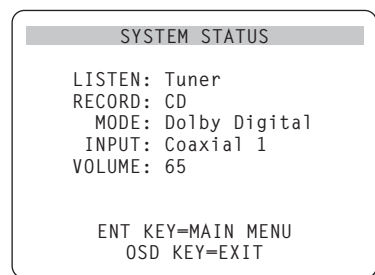 SYSTEM STATUS
LISTEN: Tuner
RECORD: CD
MODE: Dolby Digital
INPUT: Coaxial 1
VOLUME: 65
ENT KEY=MAIN MENU
OSD KEY=EXIT